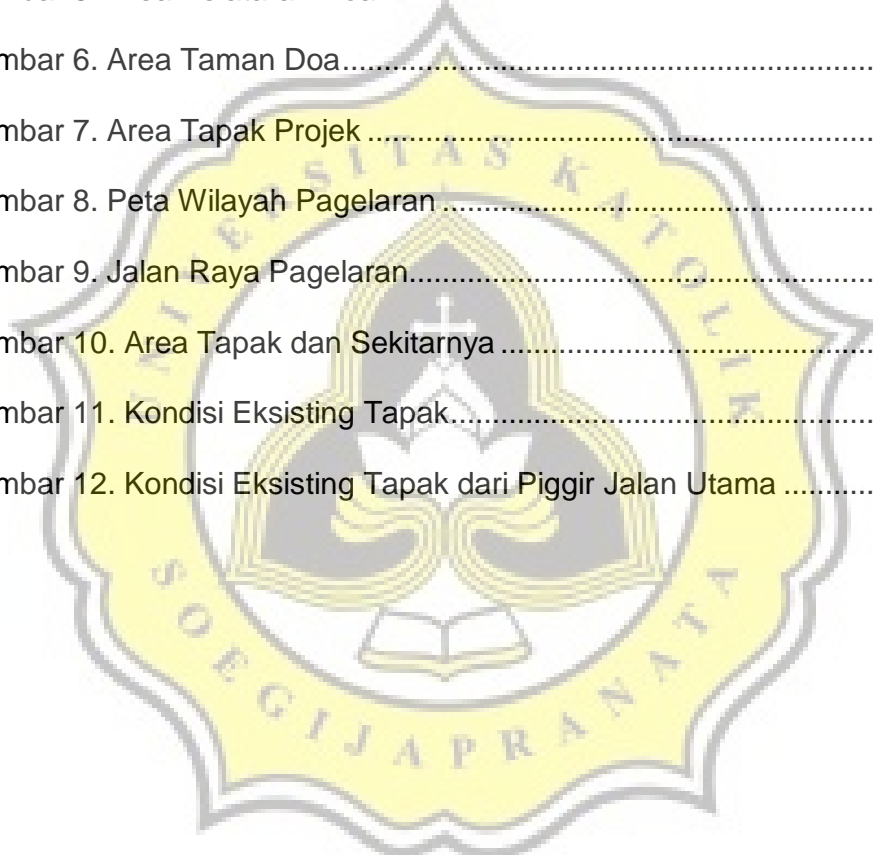 mbar 6. Area Taman Doa
mbar 7. Area Tapak Projek
mbar 8. Peta Wilayah Pagelaran
mbar 9. Jalan Raya Pagelaran
mbar 10. Area Tapak dan Sekitarnya
mbar 11. Kondisi Eksisting Tapak
mbar 12. Kondisi Eksisting Tapak dari Piggir Jalan Utama
UNIVERSITAS KATOLIK
SOEGIJAPRANATA